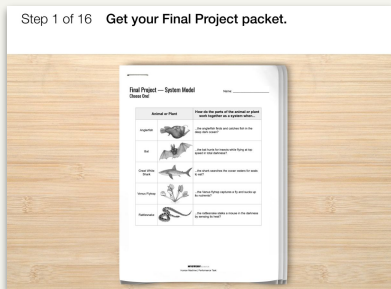 Step 1 of 16 Get your Final Project packet.
Final Project — System Model
Name:
Choose One!
Animal or Plant
How do the parts of the animal or plant
work together as a system when...
Anglerfish
...the anglerfish finds and catches fish in the
deep dark ocean?
Bat
...the bat hunts for insects while flying at top
speed in total darkness?
Great White
Shark
...the shark searches the ocean waters for seals
to eat?
Venus Flytrap
...the Venus flytrap captures a fly and sucks up
its nutrients?
Rattlesnake
...the rattlesnake stalks a mouse in the darkness
by sensing its heat?